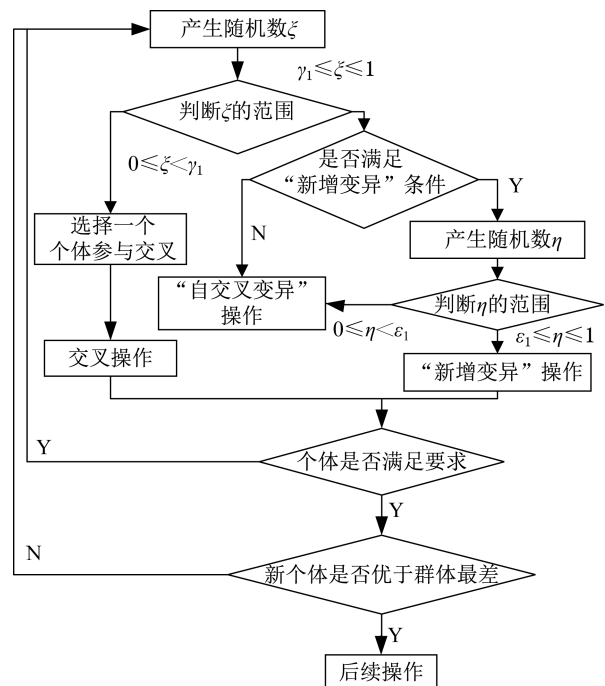 产生随机数ξ
γ₁≤ξ≤1
判断ξ的范围
0≤ξ<γ₁
是否满足
“新增变异”条件
Y
N
选择一个
个体参与交叉
产生随机数η
“自交叉变异”
操作
判断η的范围
0≤η<ε₁
ε₁≤η≤1
交叉操作
“新增变异”操作
Y
个体是否满足要求
Y
N
新个体是否优于群体最差
Y
后续操作